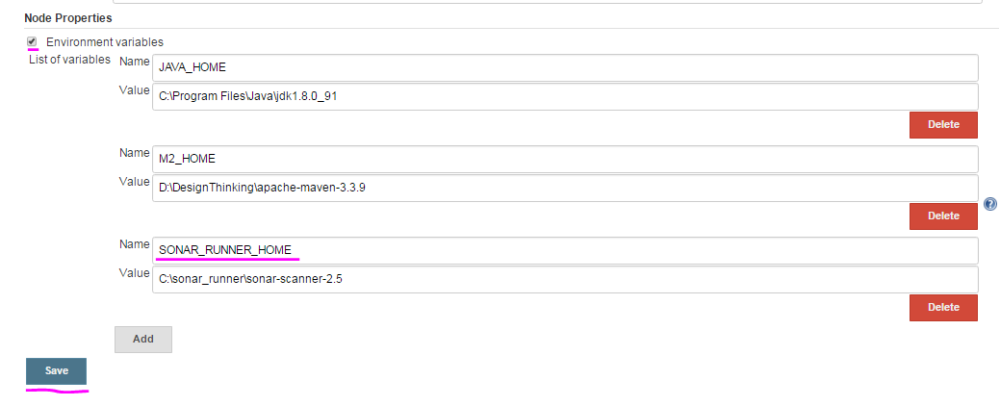 Node Properties
Environment variables
List of variables Name JAVA_HOME
Value C:\Program Files\Java\jdk1.8.0_91
Delete
Name M2_HOME
Value D:\DesignThinking\apache-maven-3.3.9
Delete
Name SONAR_RUNNER_HOME
Value C:\sonar_runner\sonar-scanner-2.5
Delete
Add
Save